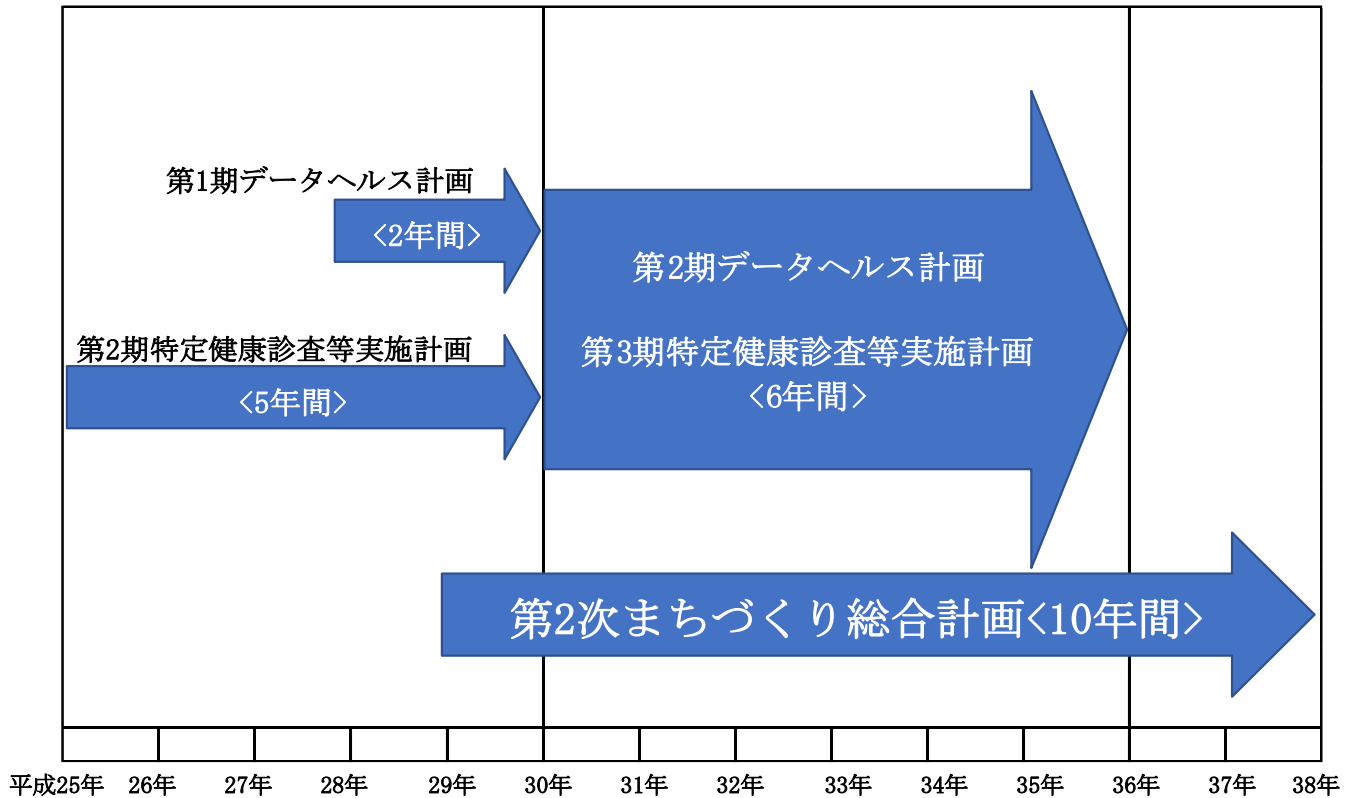 第1期データヘルス計画
<2年間>
第2期データヘルス計画
第2期特定健康診査等実施計画
<5年間>
第3期特定健康診査等実施計画
<6年間>
第2次まちづくり総合計画<10年間>
平成25年 26年 27年 28年 29年 30年 31年 32年 33年 34年 35年 36年 37年 38年